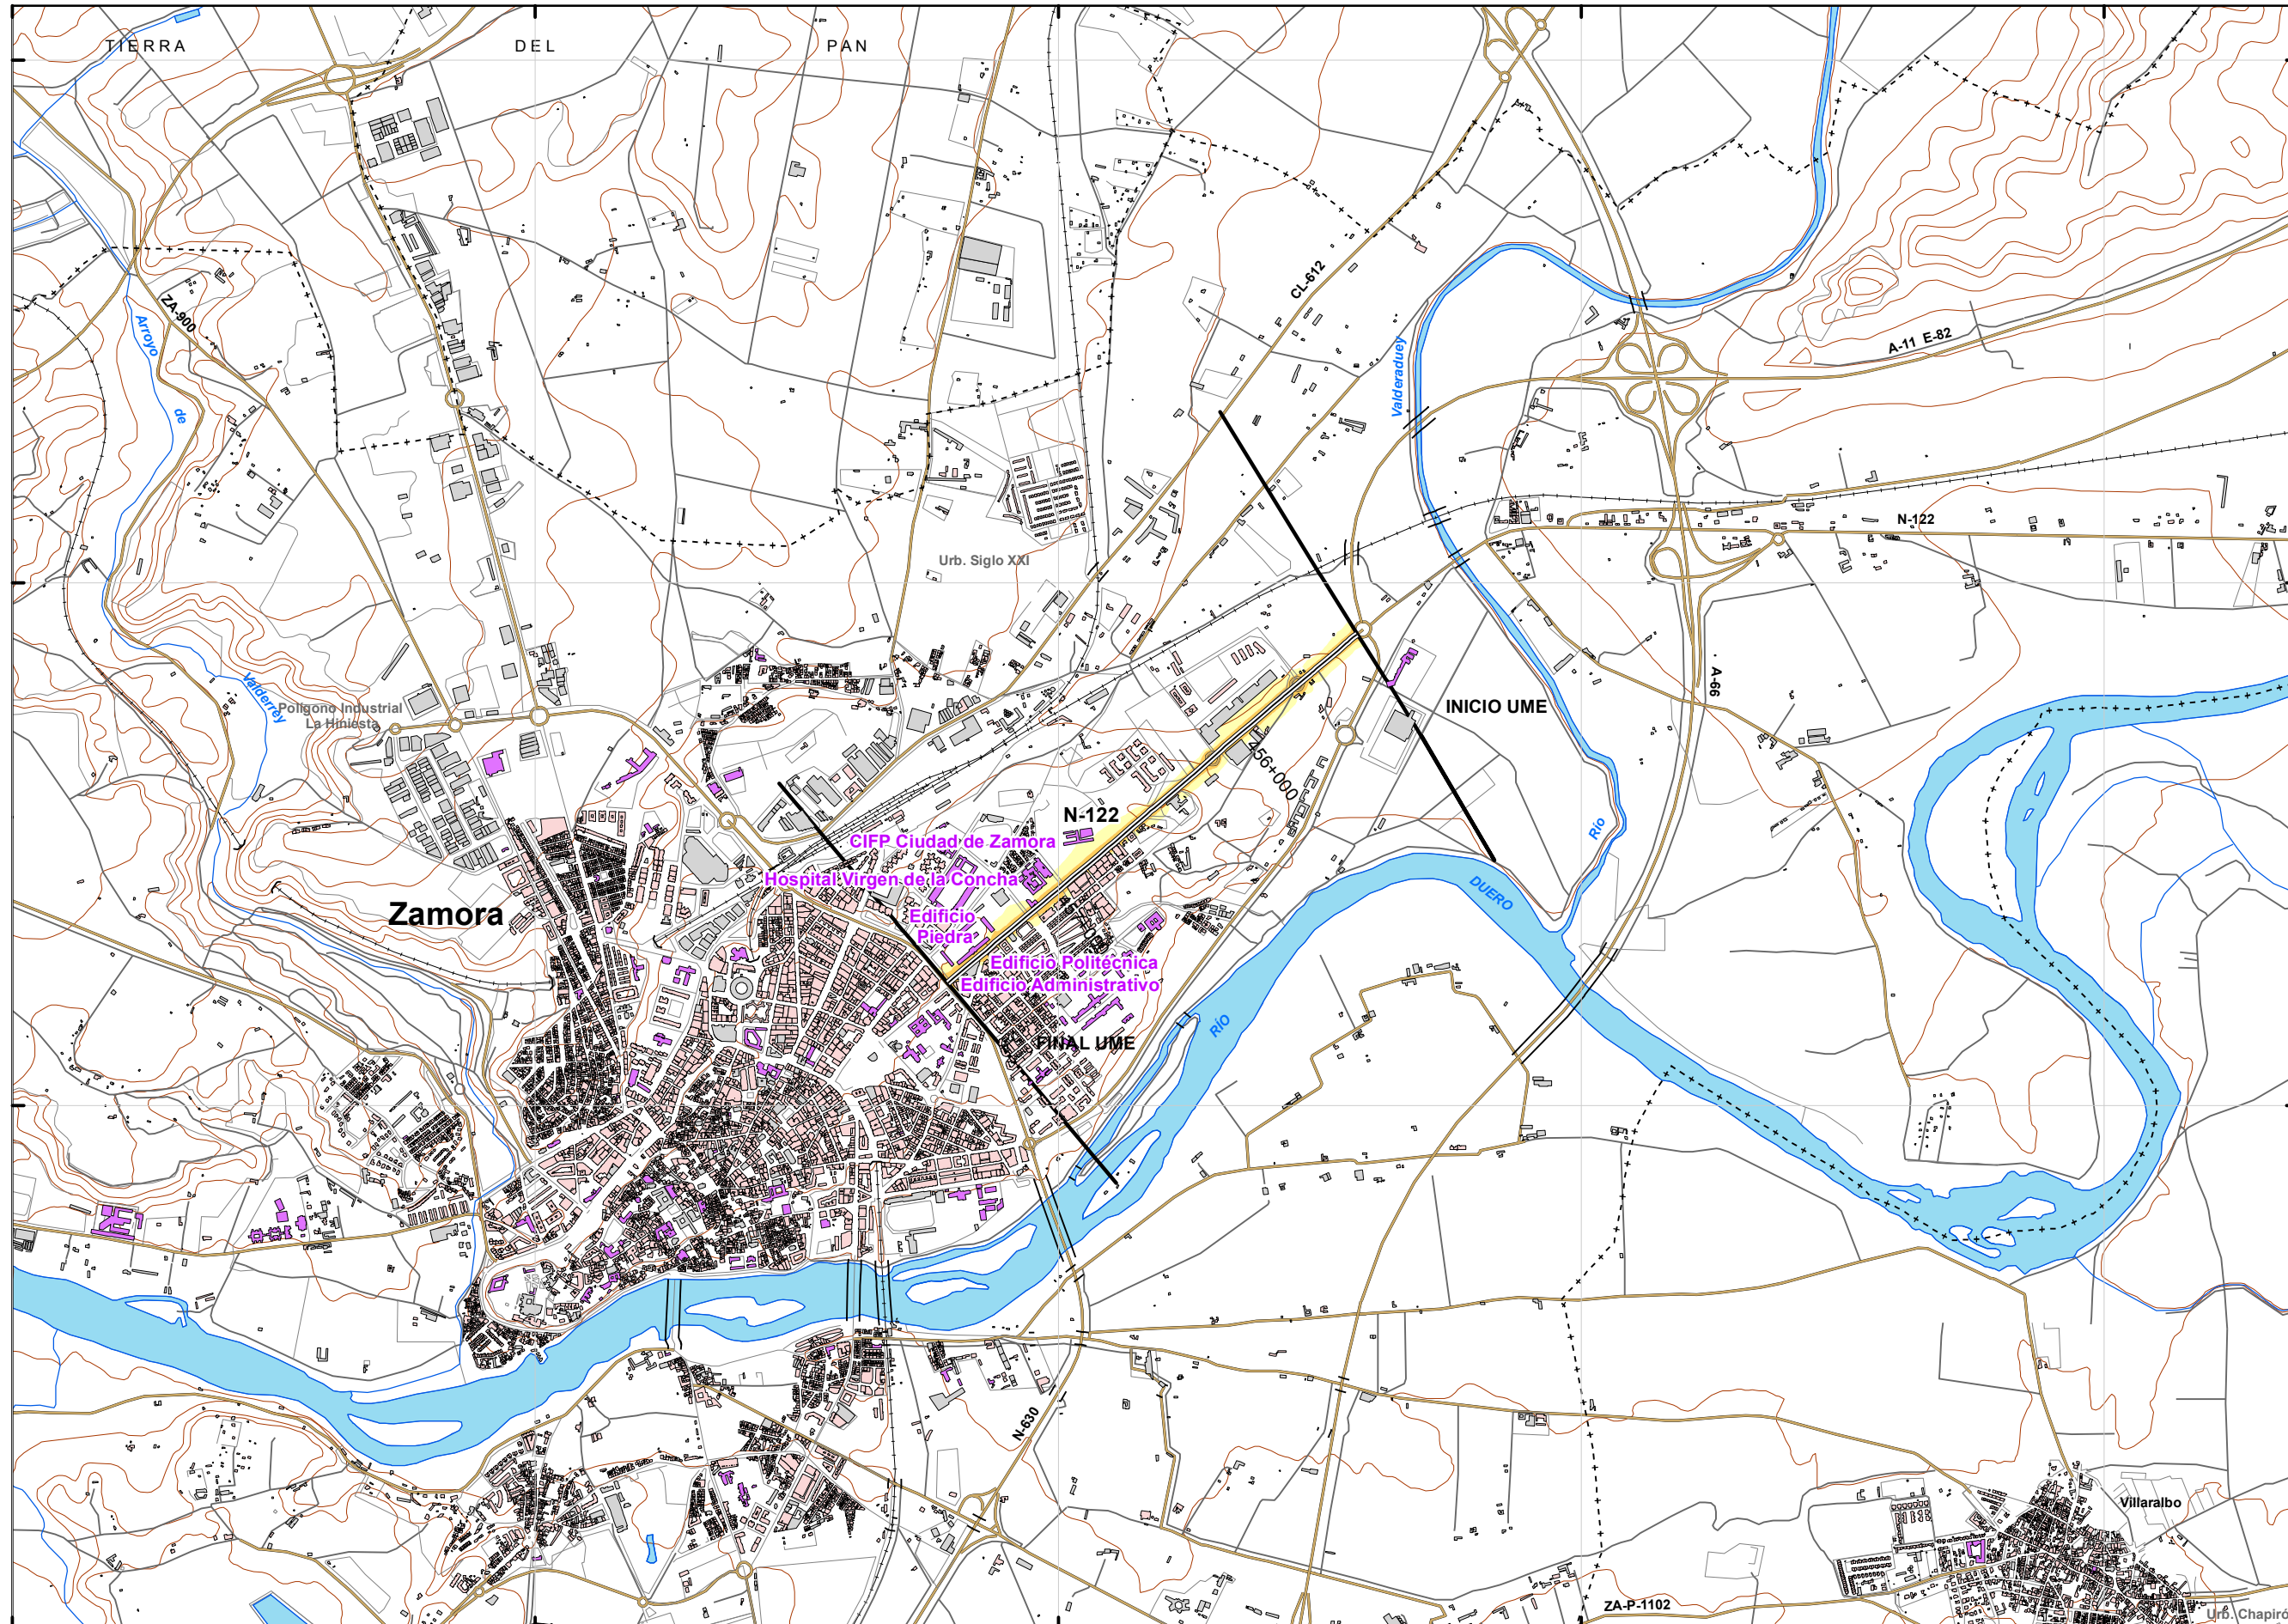 TIERRA DEL PAN
ZA-900
Arroyo
de
Valderrey
CL-612
Valderaduey
A-11 E-82
N-122
Urb. Siglo XXI
A-66
INICIO UME
Polígono Industrial
La Hiniesta
456+000
N-122
CIFP Ciudad de Zamora
Río
Hospital Virgen de la Concha
DUERO
Zamora
Edificio
Piedra
Edificio Politécnica
Edificio Administrativo
RÍO
FINAL UME
N-630
Villaralbo
ZA-P-1102
Urb. Chapiro